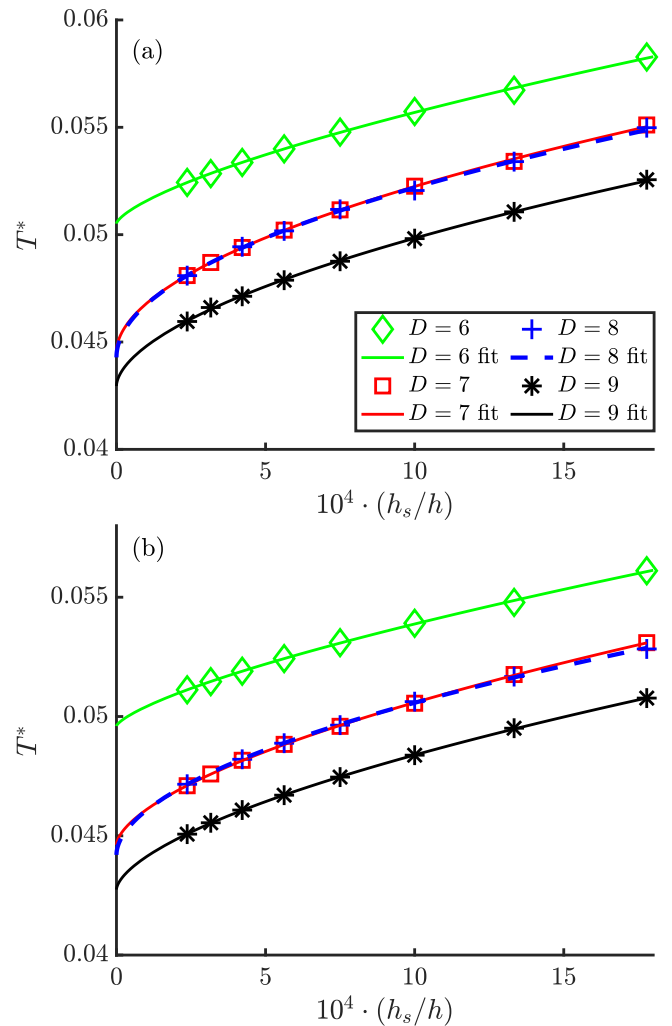 0.06
(a)
0.055
0.05
T*
0.045
0.04
D = 6
D = 8
D = 6 fit
D = 8 fit
D = 7
D = 9
D = 7 fit
D = 9 fit
0 5 10 15
10⁴ · (hₛ/h)
(b)
0.055
0.05
T*
0.045
0.04
0 5 10 15
10⁴ · (hₛ/h)